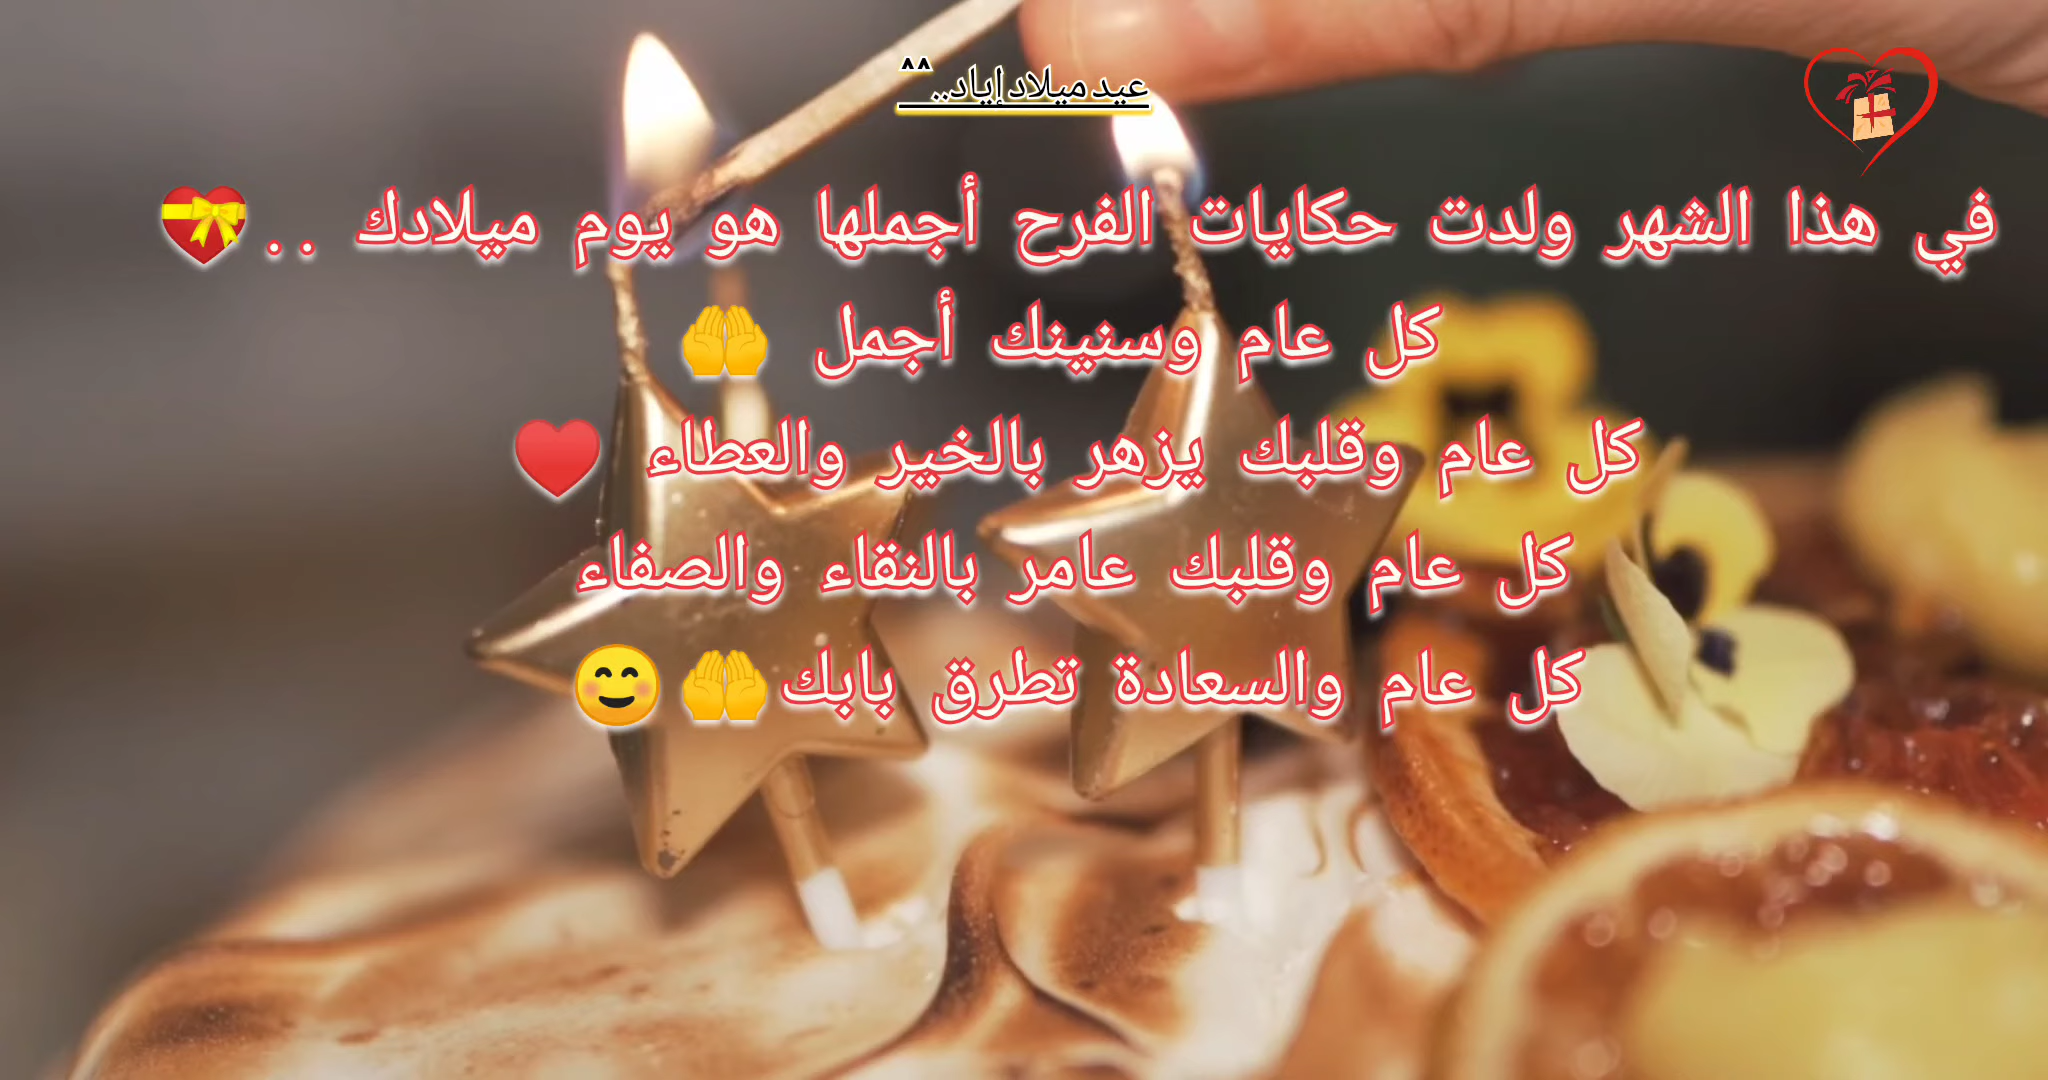 عيد ميلاد إياد..^^
في هذا الشهر ولدت حكايات الفرح أجملها هو يوم ميلادك .. 💝
كل عام وسنينك أجمل 🤲
كل عام وقلبك يزهر بالخير والعطاء ♥️
كل عام وقلبك عامر بالنقاء والصفاء
كل عام والسعادة تطرق بابك🤲😊